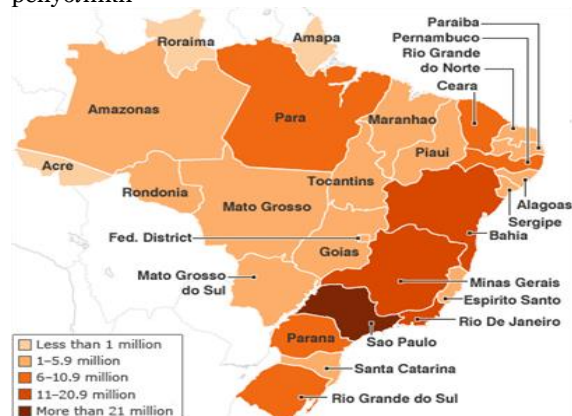 републики
Roraima
Amapa
Paraiba
Pernambuco
Rio Grande
do Norte
Ceara
Amazonas
Para
Maranhao
Piaui
Acre
Rondonia
Tocantins
Mato Grosso
Alagoas
Sergipe
Bahia
Fed. District
Goias
Mato Grosso
do Sul
Minas Gerais
Espirito Santo
Rio De Janeiro
Sao Paulo
Parana
Santa Catarina
Rio Grande do Sul
Less than 1 million
1–5.9 million
6–10.9 million
11–20.9 million
More than 21 million